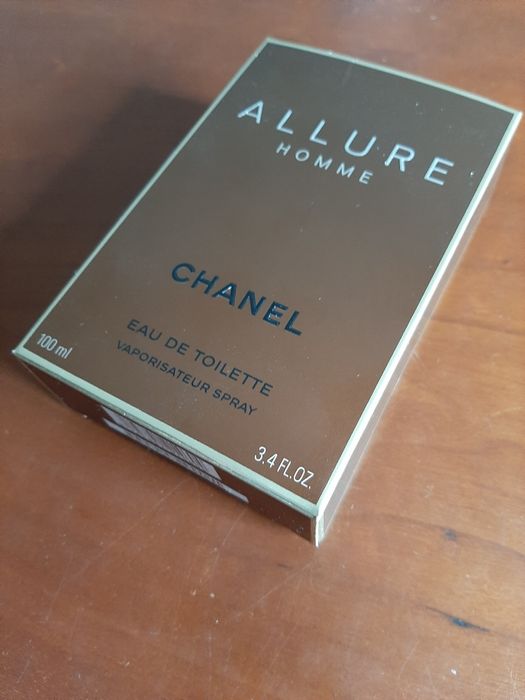 ALLURE
HOMME
CHANEL
EAU DE TOILETTE
VAPORISATEUR SPRAY
100 ml
3.4 FL.OZ.